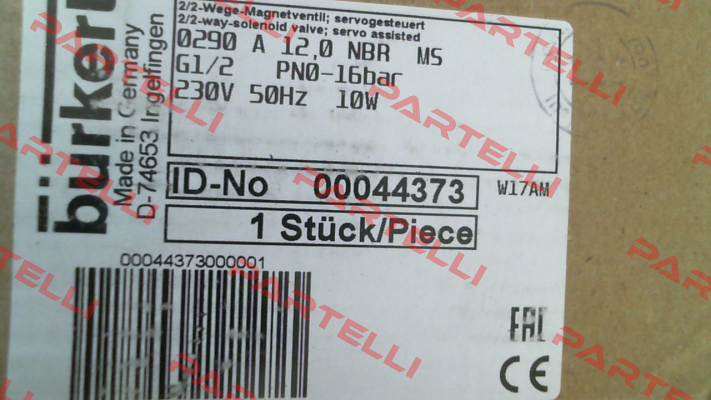 bürkert
Made in Germany
D-74653 Ingelfingen
2/2-Wege-Magnetventil; servogesteuert
2/2-way-solenoid valve; servo assisted
0290 A 12,0 NBR MS
G1/2 PN0-16bar
230V 50Hz 10W
ID-No 00044373
W17AM
1 Stück/Piece
00044373000001
EAC
CE
PARTELLI
PARTELLI
PARTELLI
PARTELLI
PARTELLI
PARTELLI